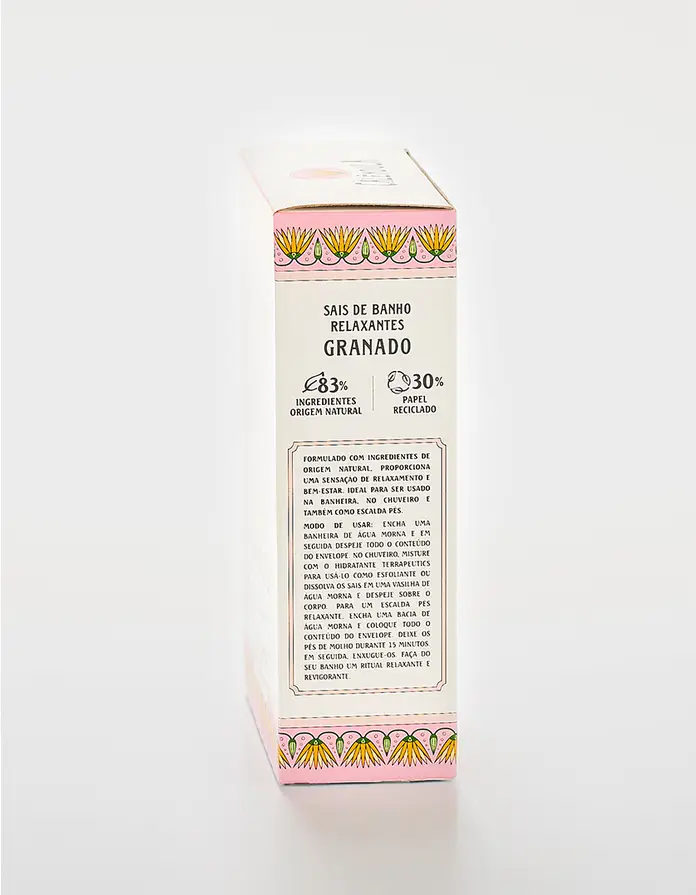 SAIS DE BANHO
RELAXANTES
GRANADO
83%
INGREDIENTES
ORIGEM NATURAL
30%
PAPEL
RECICLADO
FORMULADO COM INGREDIENTES DE
ORIGEM NATURAL, PROPORCIONA
UMA SENSAÇÃO DE RELAXAMENTO E
BEM-ESTAR. IDEAL PARA SER USADO
NA BANHEIRA, NO CHUVEIRO E
TAMBÉM COMO ESCALDA PÉS.
MODO DE USAR: ENCHA UMA
BANHEIRA DE ÁGUA MORNA E EM
SEGUIDA DESPEJE TODO O CONTEÚDO
DO ENVELOPE. NO CHUVEIRO, MISTURE
COM O HIDRATANTE TERRAPEUTICS
PARA USÁ-LO COMO ESFOLIANTE OU
DISSOLVA OS SAIS EM UMA VASILHA DE
ÁGUA MORNA E DESPEJE SOBRE O
CORPO. PARA UM ESCALDA PÉS
RELAXANTE, ENCHA UMA BACIA DE
ÁGUA MORNA E COLOQUE TODO O
CONTEÚDO DO ENVELOPE. DEIXE OS
PÉS DE MOLHO DURANTE 15 MINUTOS.
EM SEGUIDA, ENXUGUE-OS. FAÇA DO
SEU BANHO UM RITUAL RELAXANTE E
REVIGORANTE.